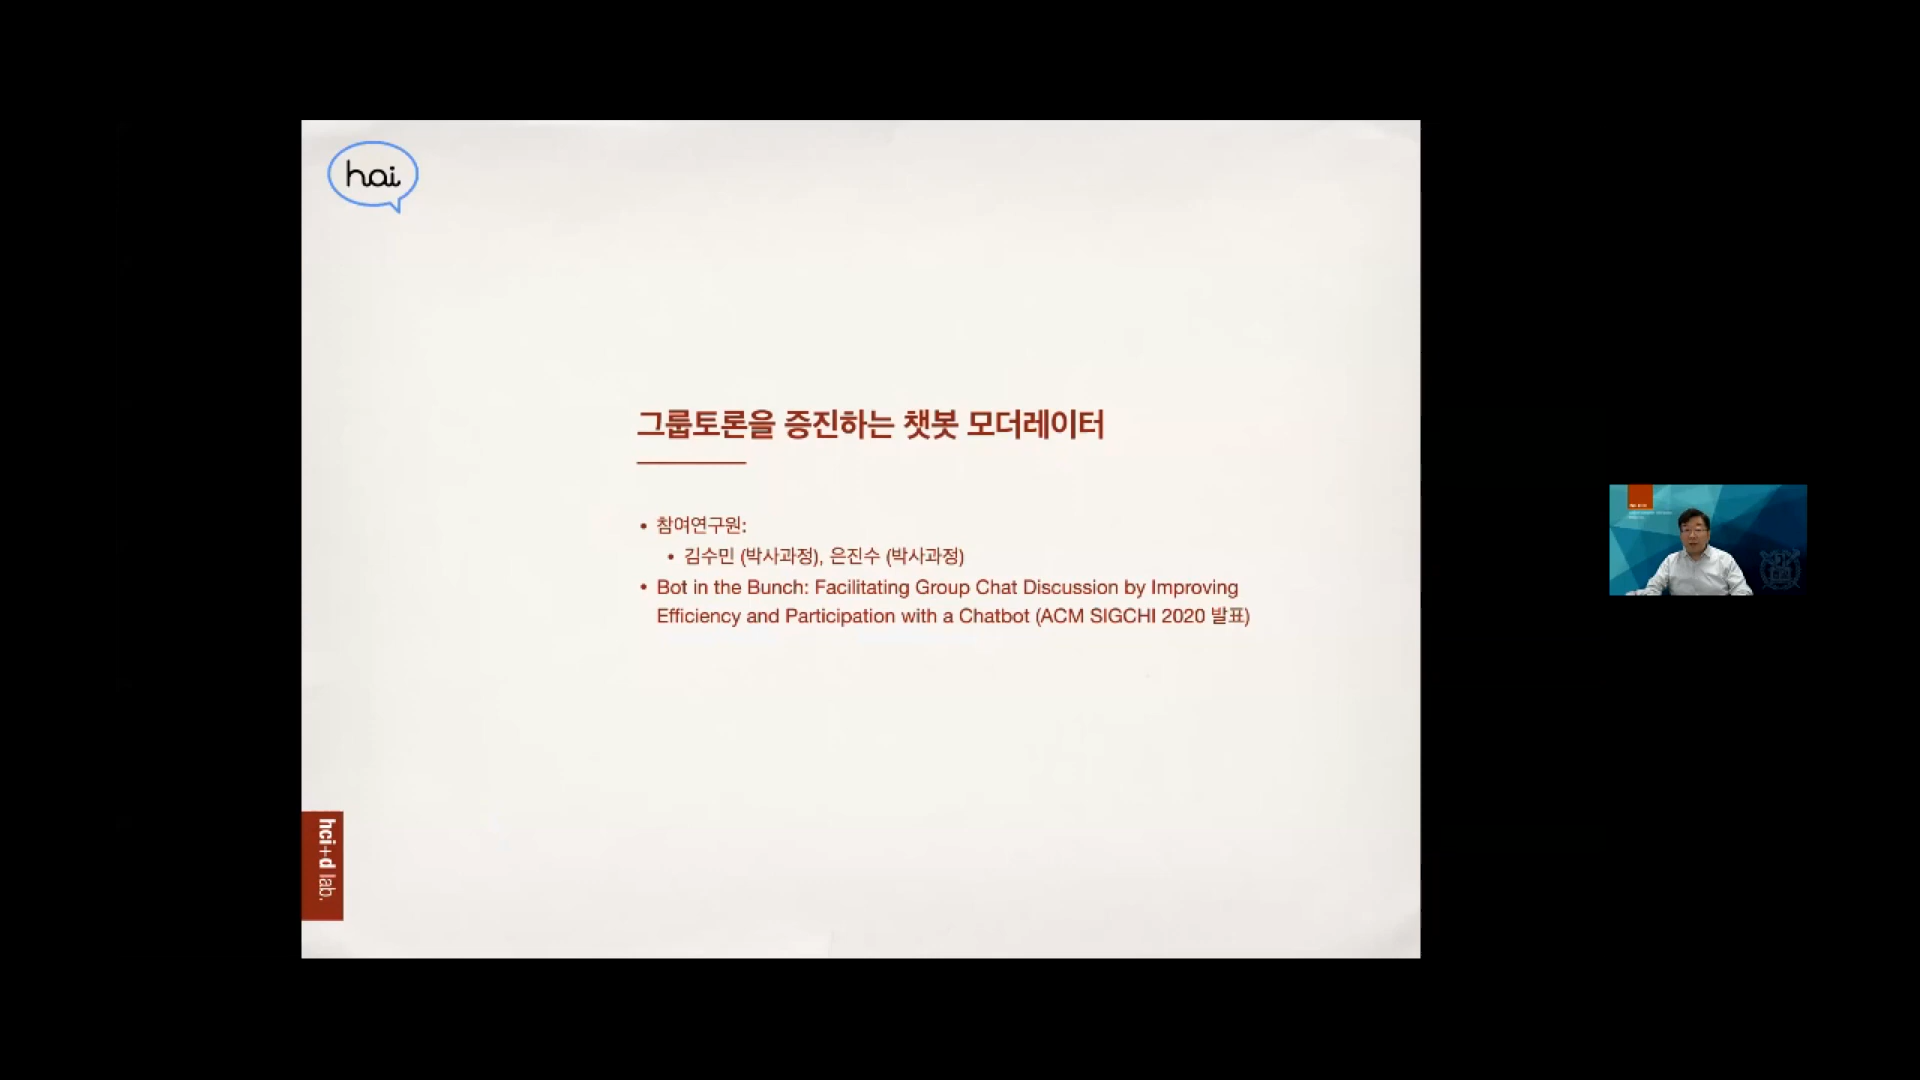 hai
그룹토론을 증진하는 챗봇 모더레이터
• 참여연구원:
• 김수민 (박사과정), 은진수 (박사과정)
• Bot in the Bunch: Facilitating Group Chat Discussion by Improving
Efficiency and Participation with a Chatbot (ACM SIGCHI 2020 발표)
hci+d lab.